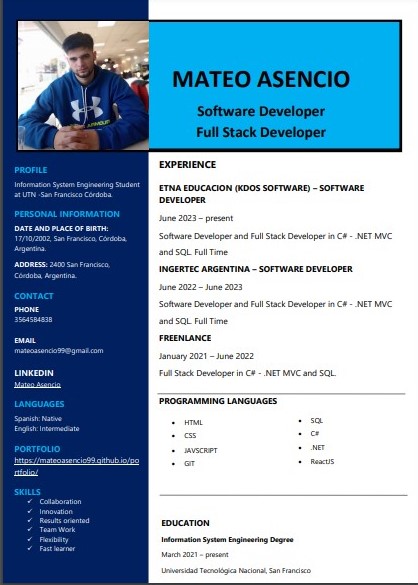 MATEO ASENCIO
Software Developer
Full Stack Developer
PROFILE
Information System Engineering Student
at UTN -San Francisco Córdoba.
PERSONAL INFORMATION
DATE AND PLACE OF BIRTH:
17/10/2002, San Francisco, Córdoba,
Argentina.
ADDRESS: 2400 San Francisco,
Córdoba, Argentina.
CONTACT
PHONE
3564584838
EMAIL
mateoasencio99@gmail.com
LINKEDIN
Mateo Asencio
LANGUAGES
Spanish: Native
English: Intermediate
PORTFOLIO
https://mateoasencio99.github.io/po
rtfolio/
SKILLS
✓ Collaboration
✓ Innovation
✓ Results oriented
✓ Team Work
✓ Flexibility
✓ Fast learner
EXPERIENCE
ETNA EDUCACION (KDOS SOFTWARE) – SOFTWARE
DEVELOPER
June 2023 – present
Software Developer and Full Stack Developer in C# - .NET MVC
and SQL. Full Time
INGERTEC ARGENTINA – SOFTWARE DEVELOPER
June 2022 – June 2023
Software Developer and Full Stack Developer in C# - .NET MVC
and SQL. Full Time
FREENLANCE
January 2021 – June 2022
Full Stack Developer in C# - .NET MVC and SQL.
PROGRAMMING LANGUAGES
• HTML
• CSS
• JAVSCRIPT
• GIT
• SQL
• C#
• .NET
• ReactJS
EDUCATION
Information System Engineering Degree
March 2021 – present
Universidad Tecnológica Nacional, San Francisco